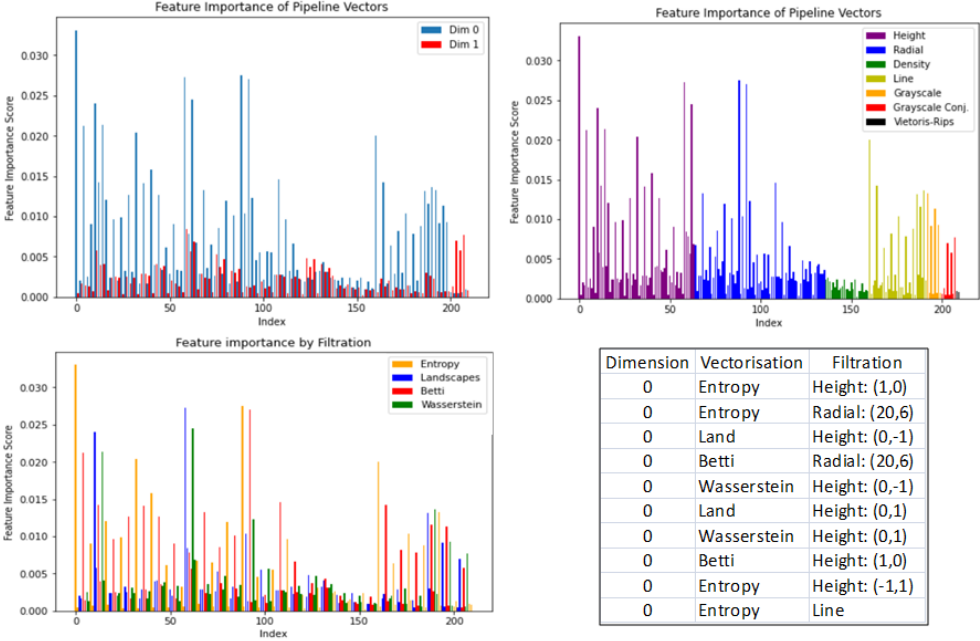 Feature Importance of Pipeline Vectors
Dim 0
Dim 1
0.030
0.025
0.020
0.015
0.010
0.005
0.000
Feature Importance Score
0 50 100 150 200
Index
Feature Importance of Pipeline Vectors
Height
Radial
Density
Line
Grayscale
Grayscale Conj.
Vietoris-Rips
0.030
0.025
0.020
0.015
0.010
0.005
0.000
Feature Importance Score
0 50 100 150 200
Index
Feature importance by Filtration
Entropy
Landscapes
Betti
Wasserstein
0.030
0.025
0.020
0.015
0.010
0.005
0.000
Feature Importance Score
0 50 100 150 200
Index
Dimension Vectorisation Filtration
0 Entropy Height: (1,0)
0 Entropy Radial: (20,6)
0 Land Height: (0,-1)
0 Betti Radial: (20,6)
0 Wasserstein Height: (0,-1)
0 Land Height: (0,1)
0 Wasserstein Height: (0,1)
0 Betti Height: (1,0)
0 Entropy Height: (-1,1)
0 Entropy Line